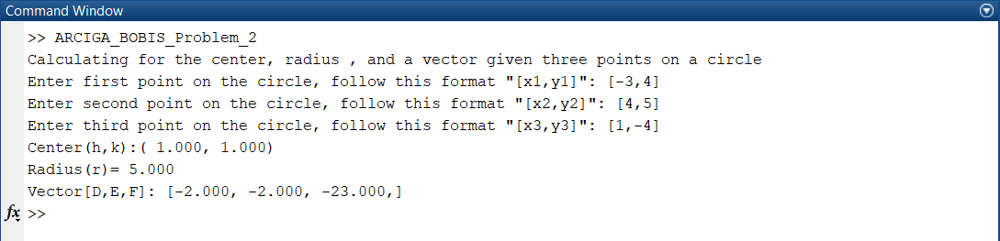 Command Window
>> ARCIGA_BOBIS_Problem_2
Calculating for the center, radius , and a vector given three points on a circle
Enter first point on the circle, follow this format "[x1,y1]": [-3,4]
Enter second point on the circle, follow this format "[x2,y2]": [4,5]
Enter third point on the circle, follow this format "[x3,y3]": [1,-4]
Center(h,k):( 1.000, 1.000)
Radius(r)= 5.000
Vector[D,E,F]: [-2.000, -2.000, -23.000,]
fx >>